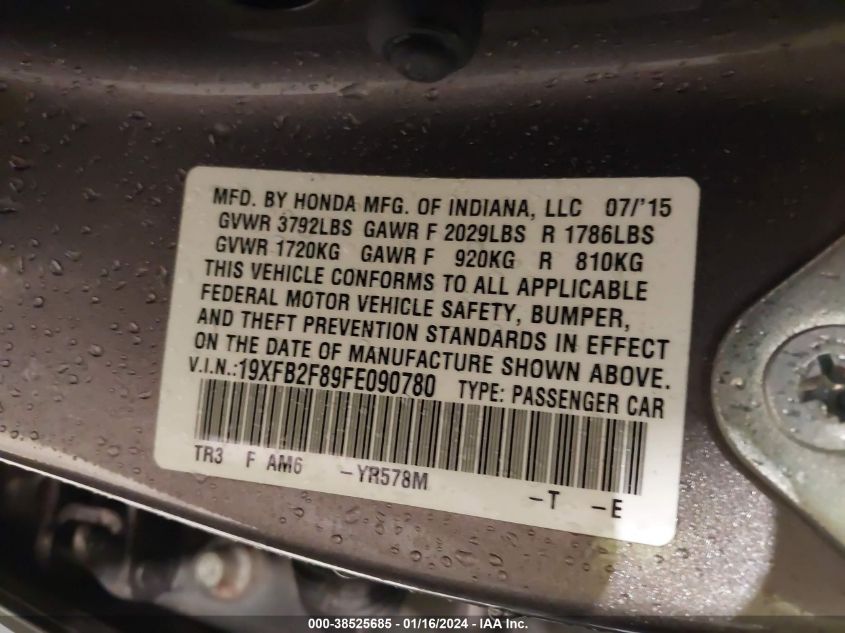 MFD. BY HONDA MFG. OF INDIANA, LLC 07/'15
GVWR 3792LBS GAWR F 2029LBS R 1786LBS
GVWR 1720KG GAWR F 920KG R 810KG
THIS VEHICLE CONFORMS TO ALL APPLICABLE
FEDERAL MOTOR VEHICLE SAFETY, BUMPER,
AND THEFT PREVENTION STANDARDS IN EFFECT
ON THE DATE OF MANUFACTURE SHOWN ABOVE.
V.I.N.:19XFB2F89FE090780 TYPE: PASSENGER CAR
TR3 F AM6 -YR578M -T -E
000-38525685 - 01/16/2024 - IAA Inc.